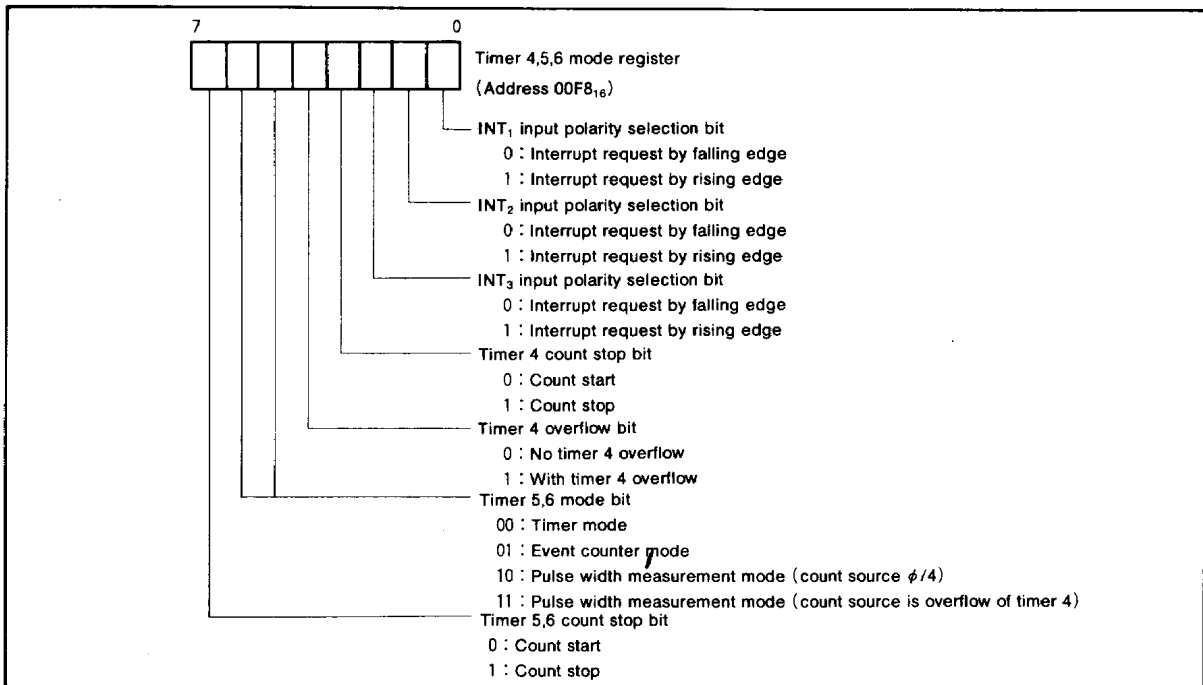 7 0
Timer 4,5,6 mode register
(Address 00F8₁₆)
INT₁ input polarity selection bit
0 : Interrupt request by falling edge
1 : Interrupt request by rising edge
INT₂ input polarity selection bit
0 : Interrupt request by falling edge
1 : Interrupt request by rising edge
INT₃ input polarity selection bit
0 : Interrupt request by falling edge
1 : Interrupt request by rising edge
Timer 4 count stop bit
0 : Count start
1 : Count stop
Timer 4 overflow bit
0 : No timer 4 overflow
1 : With timer 4 overflow
Timer 5,6 mode bit
00 : Timer mode
01 : Event counter mode
10 : Pulse width measurement mode (count source ϕ/4)
11 : Pulse width measurement mode (count source is overflow of timer 4)
Timer 5,6 count stop bit
0 : Count start
1 : Count stop